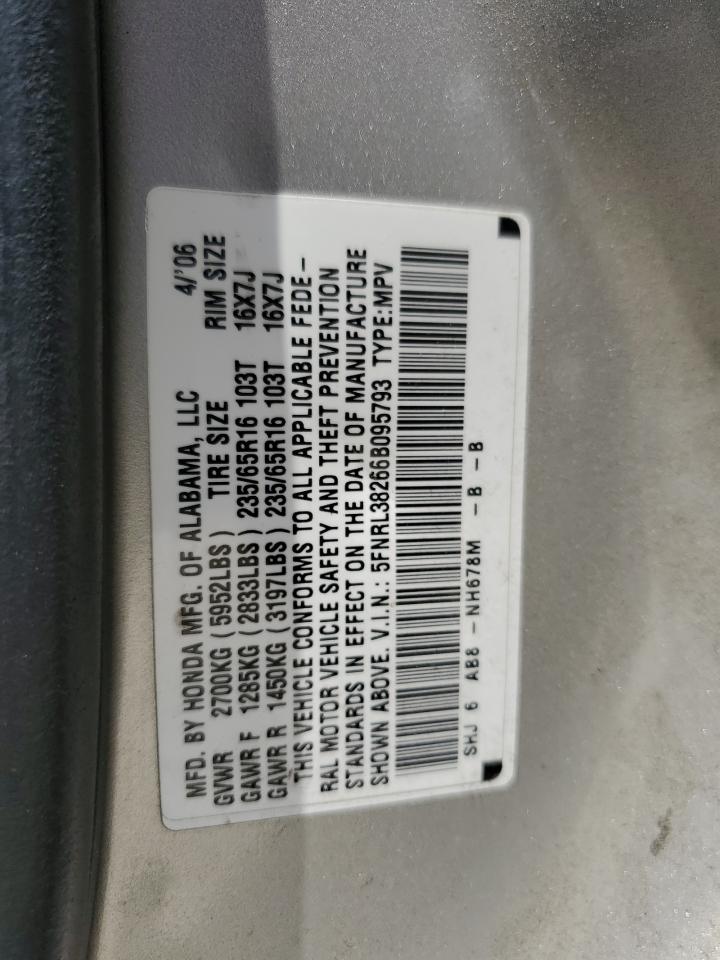 MFD. BY HONDA MFG. OF ALABAMA, LLC 4/'06
GVWR 2700KG (5952LBS) TIRE SIZE RIM SIZE
GAWR F 1285KG (2833LBS) 235/65R16 103T 16X7J
GAWR R 1450KG (3197LBS) 235/65R16 103T 16X7J
THIS VEHICLE CONFORMS TO ALL APPLICABLE FEDE-
RAL MOTOR VEHICLE SAFETY AND THEFT PREVENTION
STANDARDS IN EFFECT ON THE DATE OF MANUFACTURE
SHOWN ABOVE. V.I.N.: 5FNRL38266B095793 TYPE:MPV
SHJ 6 AB8 -NH678M -B -B